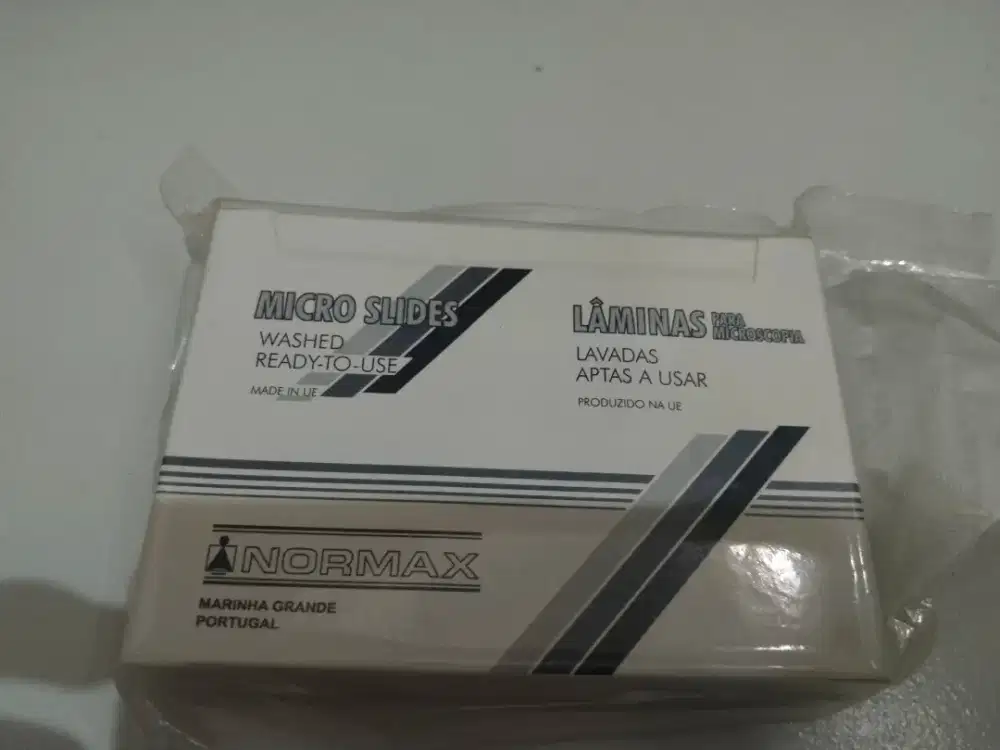 MICRO SLIDES
WASHED
READY-TO-USE
MADE IN UE
LÂMINAS PARA MICROSCOPIA
LAVADAS
APTAS A USAR
PRODUZIDO NA UE
NORMAX
MARINHA GRANDE
PORTUGAL